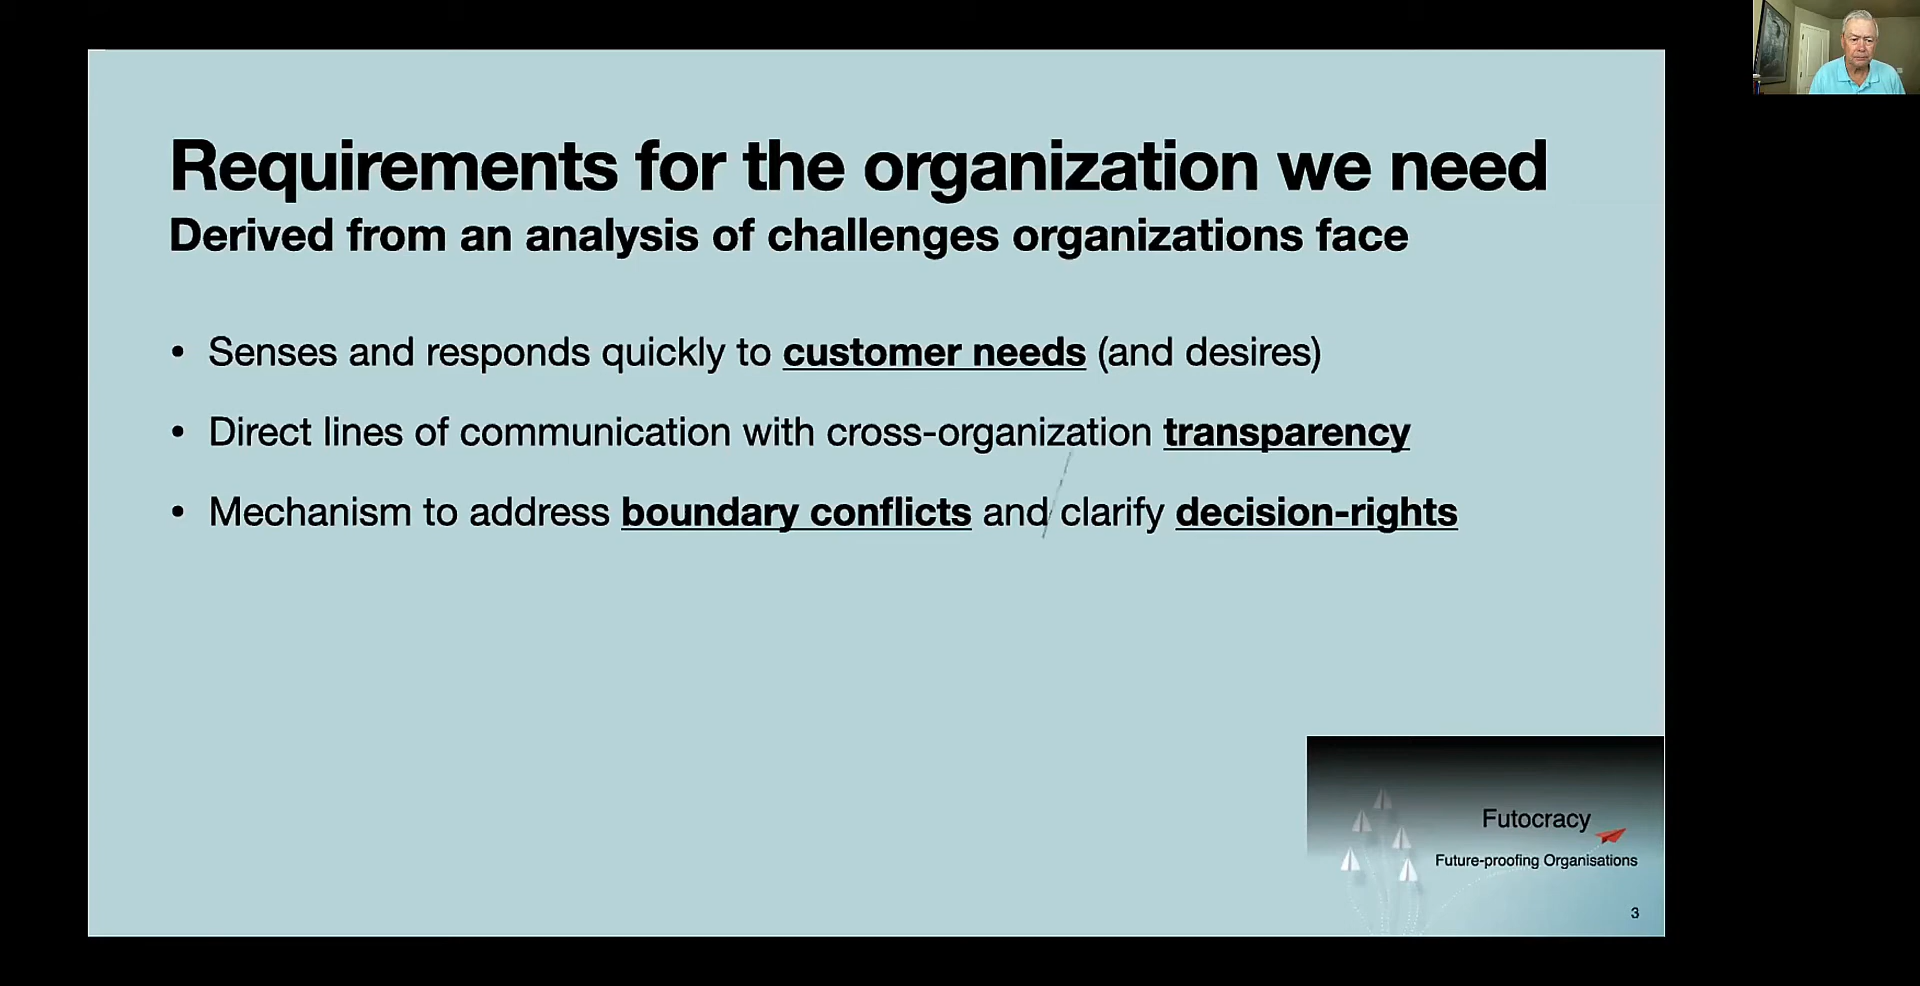 Requirements for the organization we need
Derived from an analysis of challenges organizations face
• Senses and responds quickly to customer needs (and desires)
• Direct lines of communication with cross-organization transparency
• Mechanism to address boundary conflicts and clarify decision-rights
Futocracy
Future-proofing Organisations
3